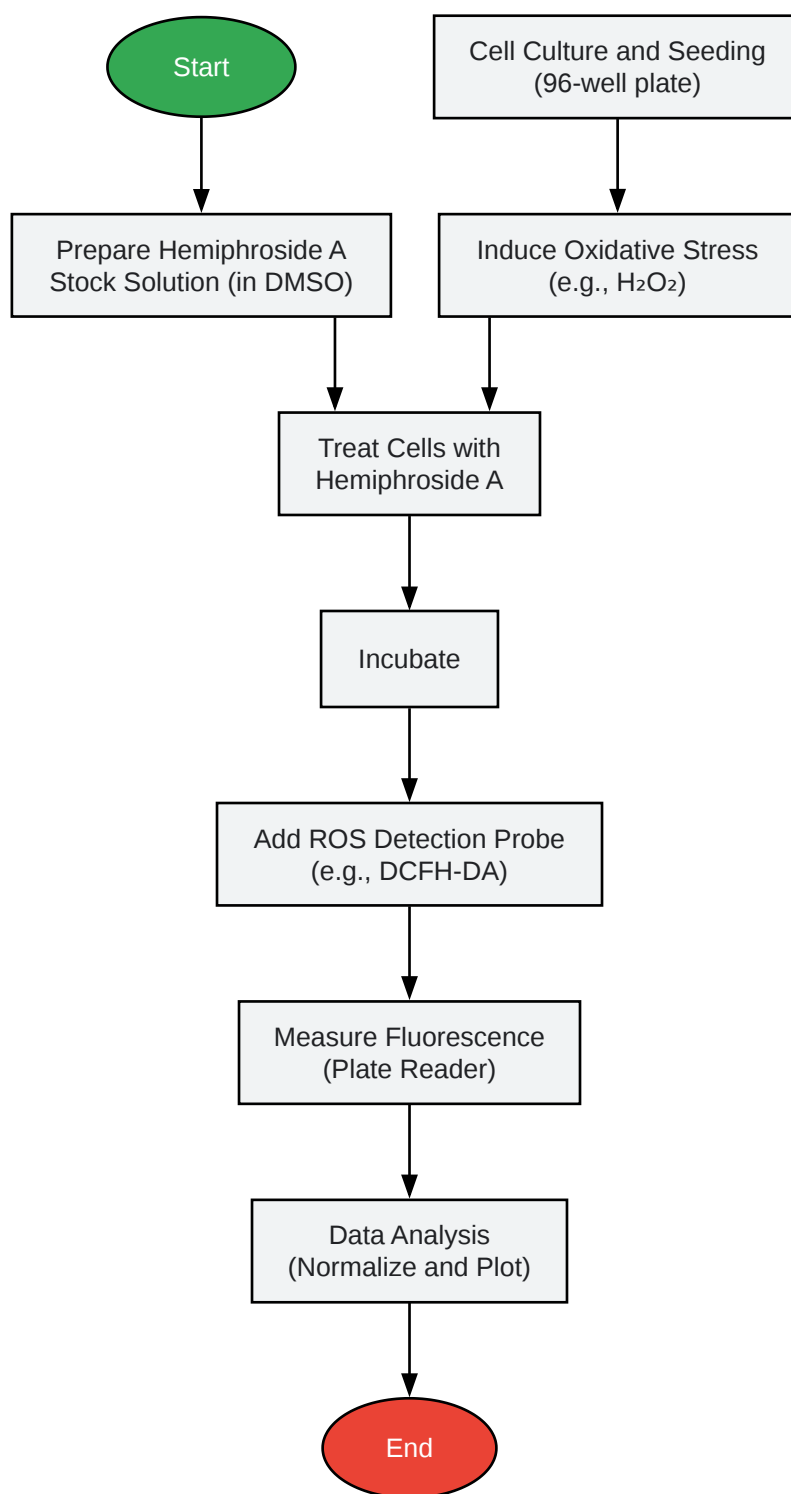 Start
Cell Culture and Seeding
(96-well plate)
Prepare Hemiphroside A
Stock Solution (in DMSO)
Induce Oxidative Stress
(e.g., H₂O₂)
Treat Cells with
Hemiphroside A
Incubate
Add ROS Detection Probe
(e.g., DCFH-DA)
Measure Fluorescence
(Plate Reader)
Data Analysis
(Normalize and Plot)
End